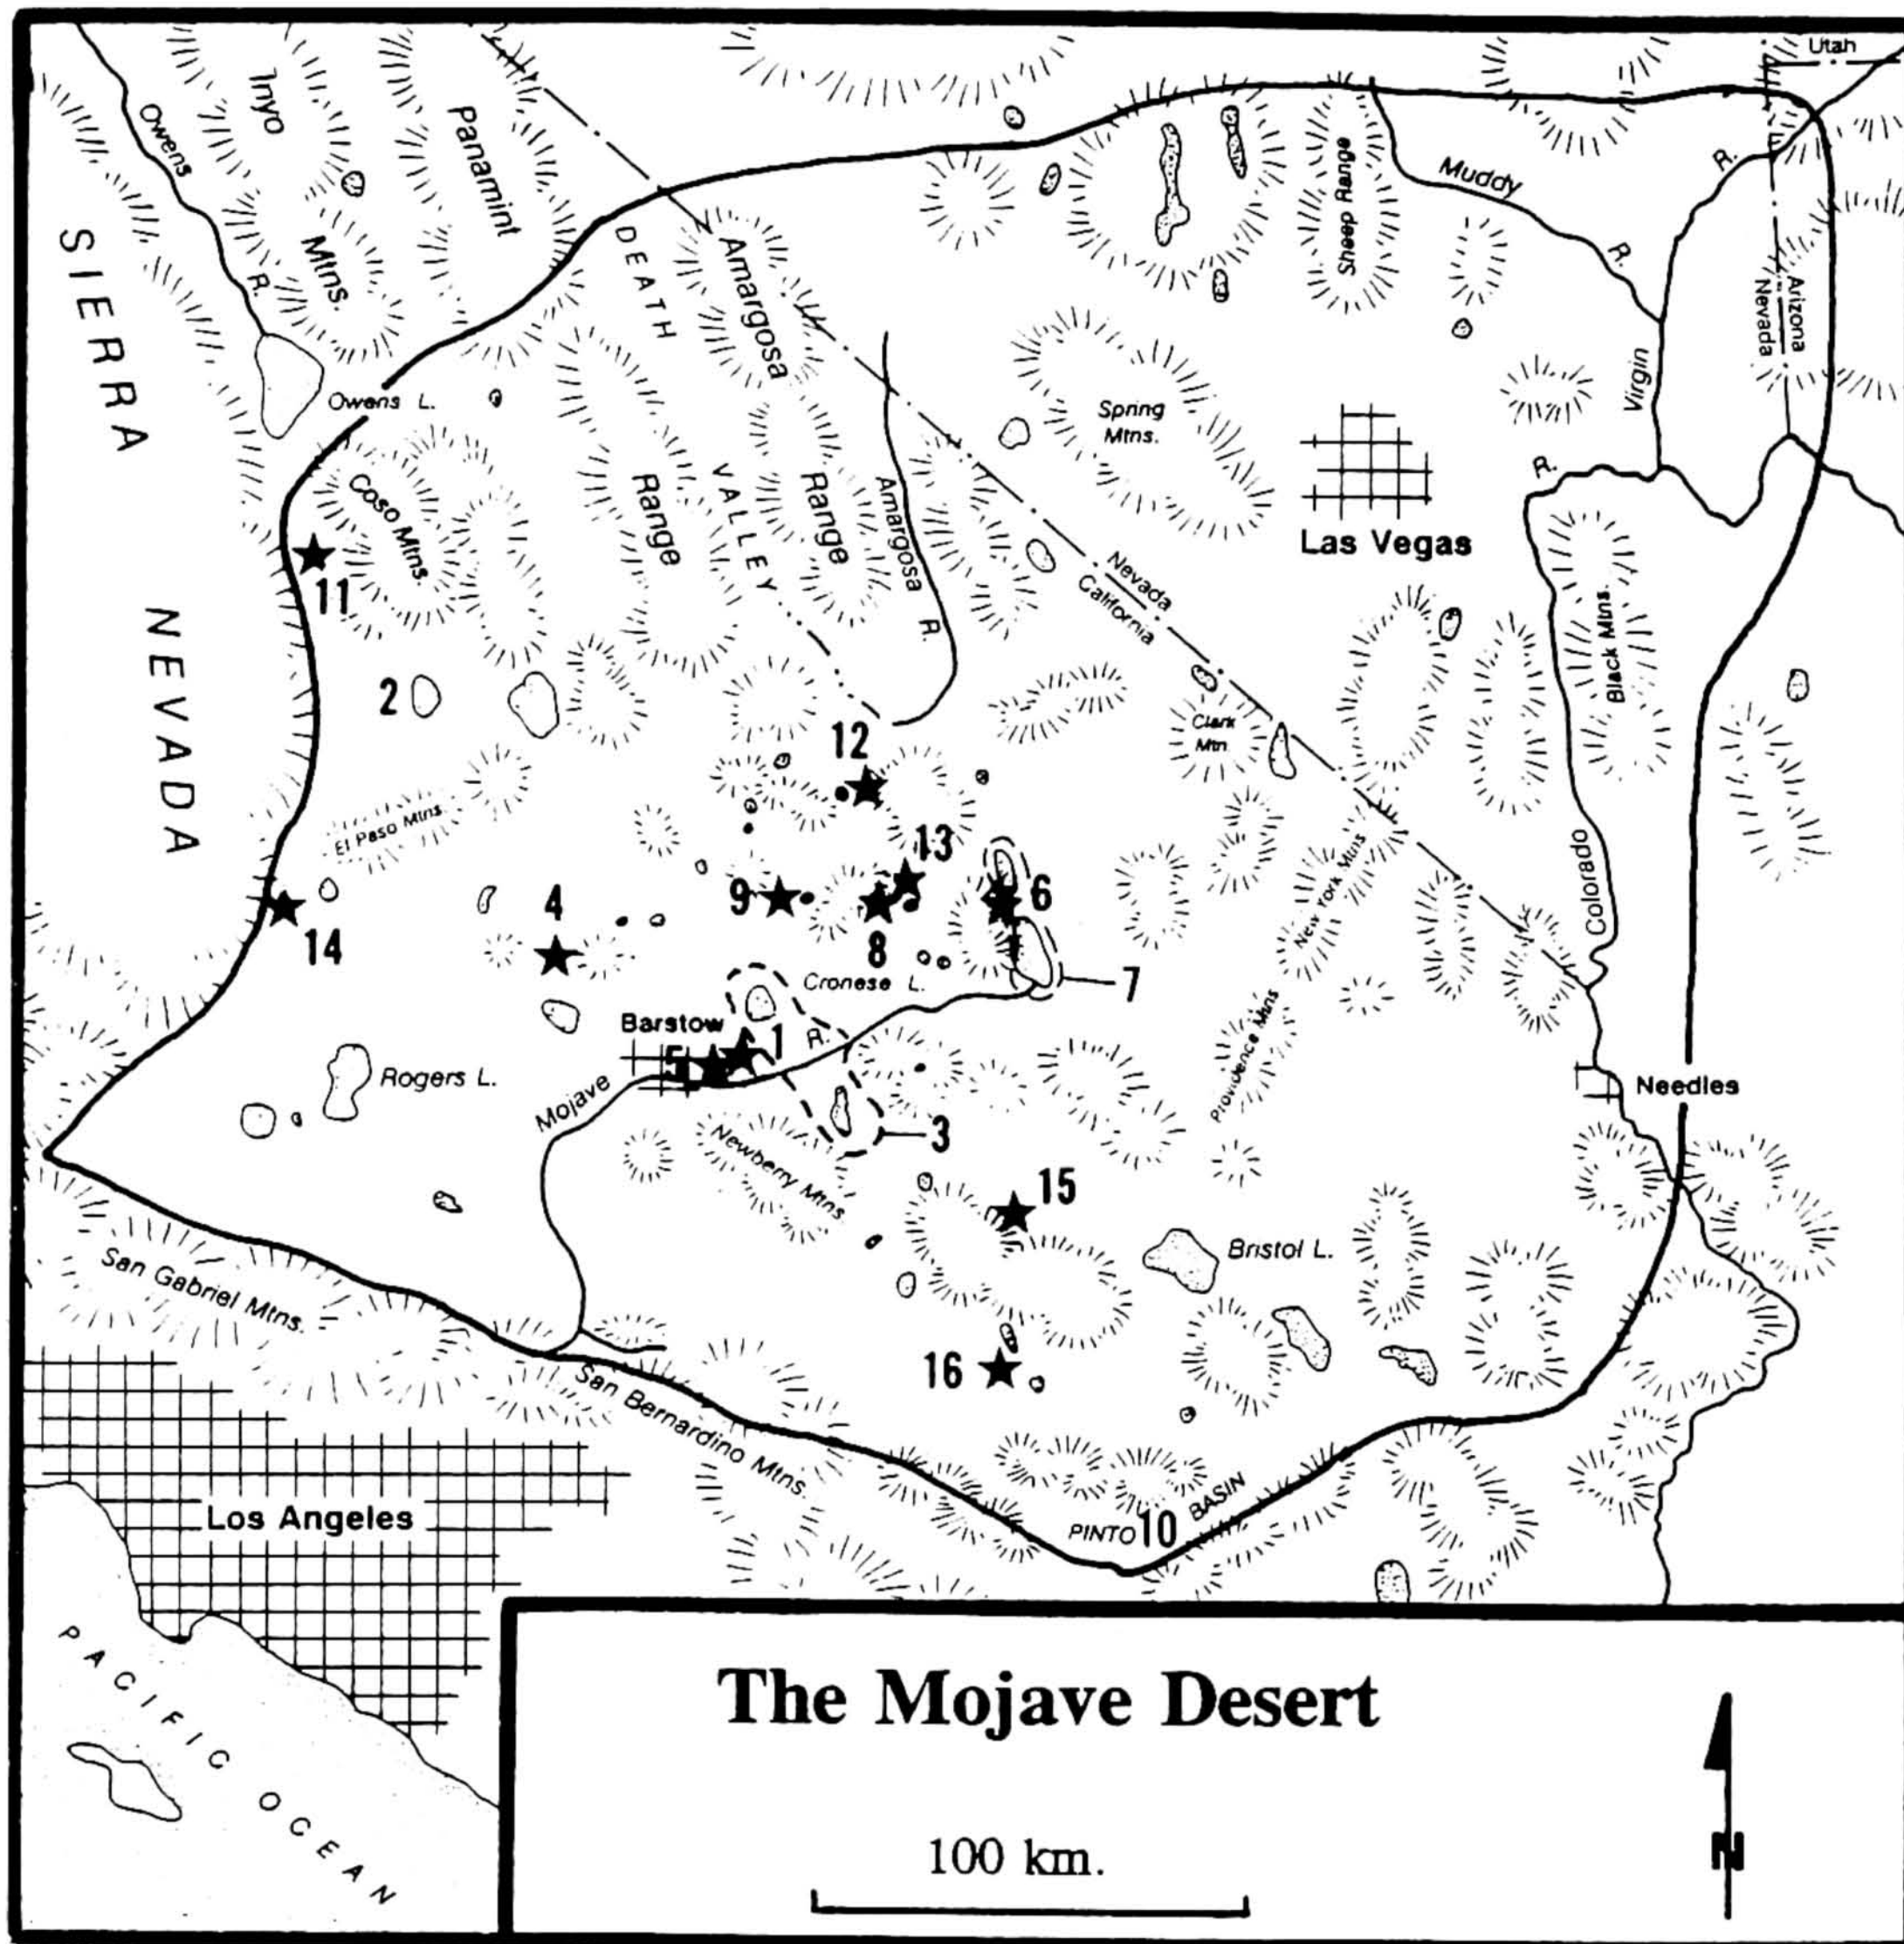 Utah
Owens
R.
Inyo
Mtns.
Panamint
Range
SIERRA
NEVADA
DEATH
VALLEY
Amargosa
Range
Sheep Range
Muddy
R.
R.
Virgin
Arizona
Nevada
Owens L.
Coso Mtns.
Amargosa
R.
Spring
Mtns.
Las Vegas
R.
Nevada
California
Black Mtns.
11
2
Clark
Mtn.
12
El Paso Mtns.
13
Colorado
New York Mtns
9
6
4
14
8
Cronese L.
7
Barstow
1
R.
5
Providence Mtns
Rogers L.
Mojave
Needles
3
Newberry Mtns.
15
Bristol L.
San Gabriel Mtns.
16
San Bernardino Mtns.
PINTO 10 BASIN
Los Angeles
PACIFIC OCEAN
The Mojave Desert
100 km.
N